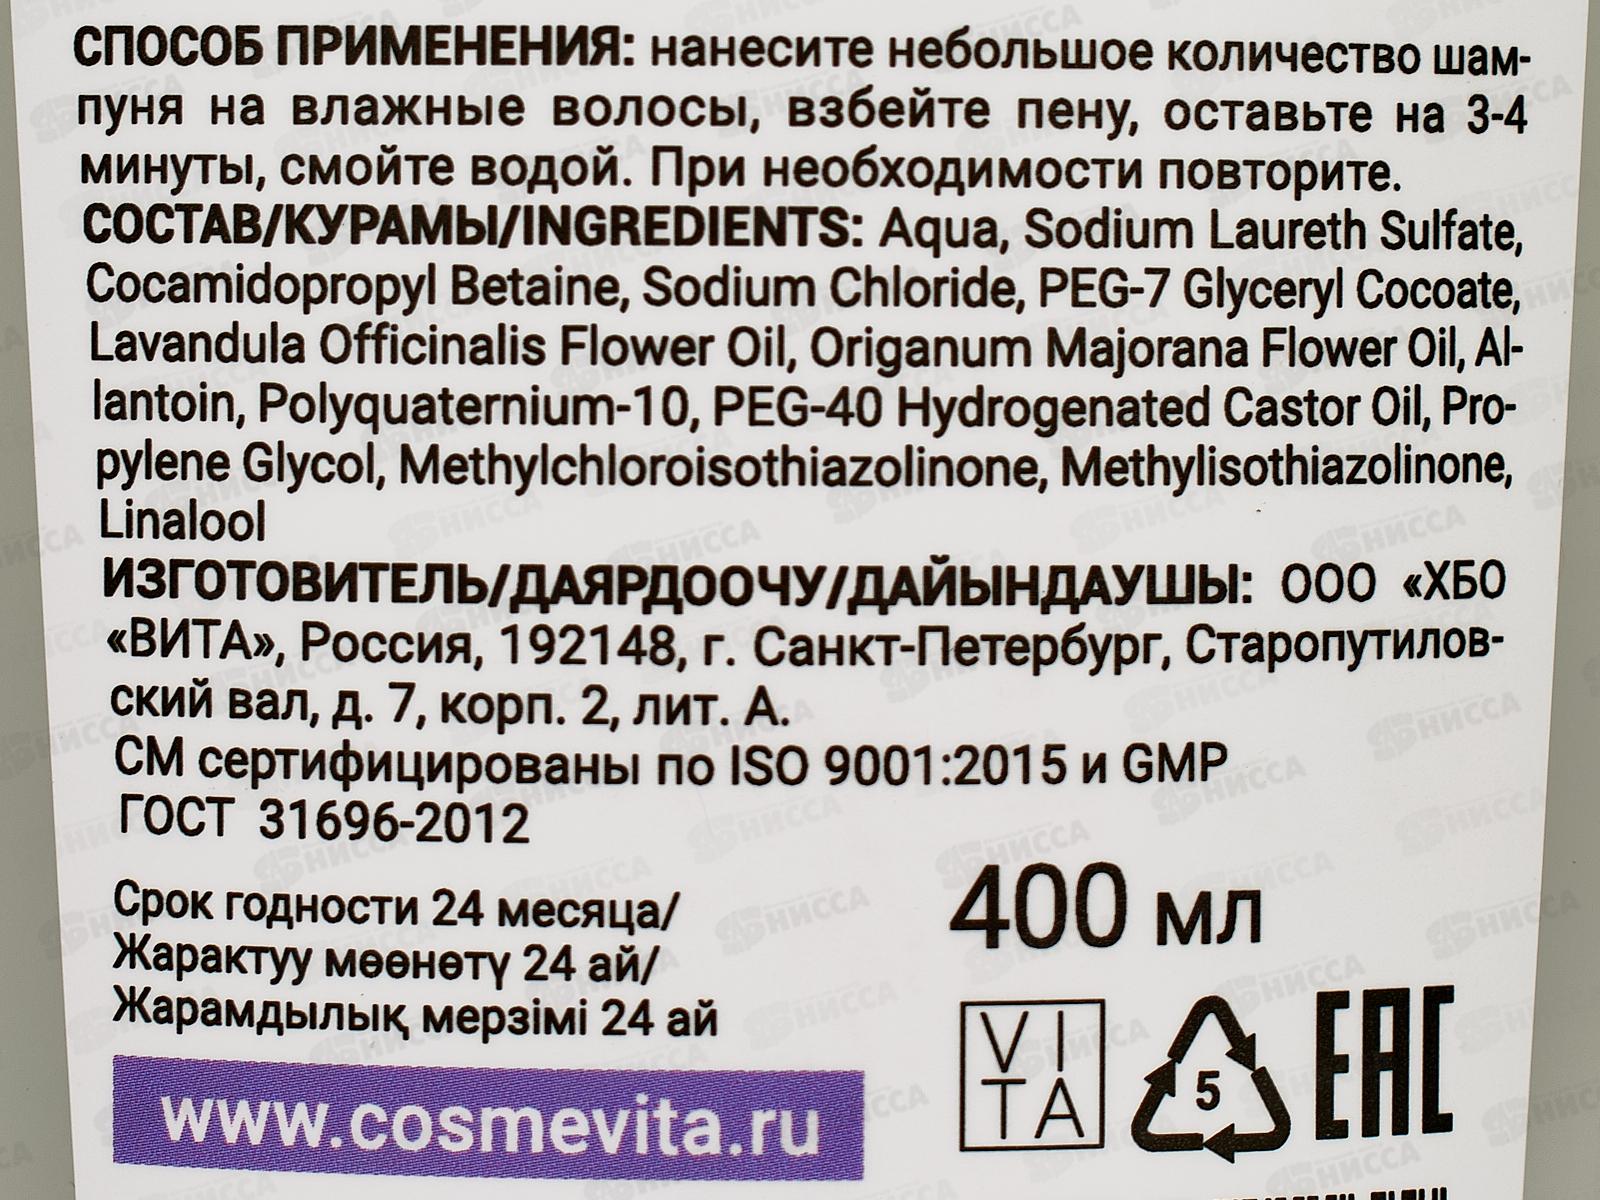 СПОСОБ ПРИМЕНЕНИЯ: нанесите небольшое количество шам-
пуня на влажные волосы, взбейте пену, оставьте на 3-4
минуты, смойте водой. При необходимости повторите.
СОСТАВ/КУРАМЫ/INGREDIENTS: Aqua, Sodium Laureth Sulfate,
Cocamidopropyl Betaine, Sodium Chloride, PEG-7 Glyceryl Cocoate,
Lavandula Officinalis Flower Oil, Origanum Majorana Flower Oil, Al-
lantoin, Polyquaternium-10, PEG-40 Hydrogenated Castor Oil, Pro-
pylene Glycol, Methylchloroisothiazolinone, Methylisothiazolinone,
Linalool
ИЗГОТОВИТЕЛЬ/ДАЯРДООЧУ/ДАЙЫНДАУШЫ: ООО «ХБО
«ВИТА», Россия, 192148, г. Санкт-Петербург, Старопутилов-
ский вал, д. 7, корп. 2, лит. А.
СМ сертифицированы по ISO 9001:2015 и GMP
ГОСТ 31696-2012
Срок годности 24 месяца/
Жарактуу мөөнөтү 24 ай/
Жарамдылық мерзімі 24 ай
400 мл
www.cosmevita.ru
VI
TA
5
EAC